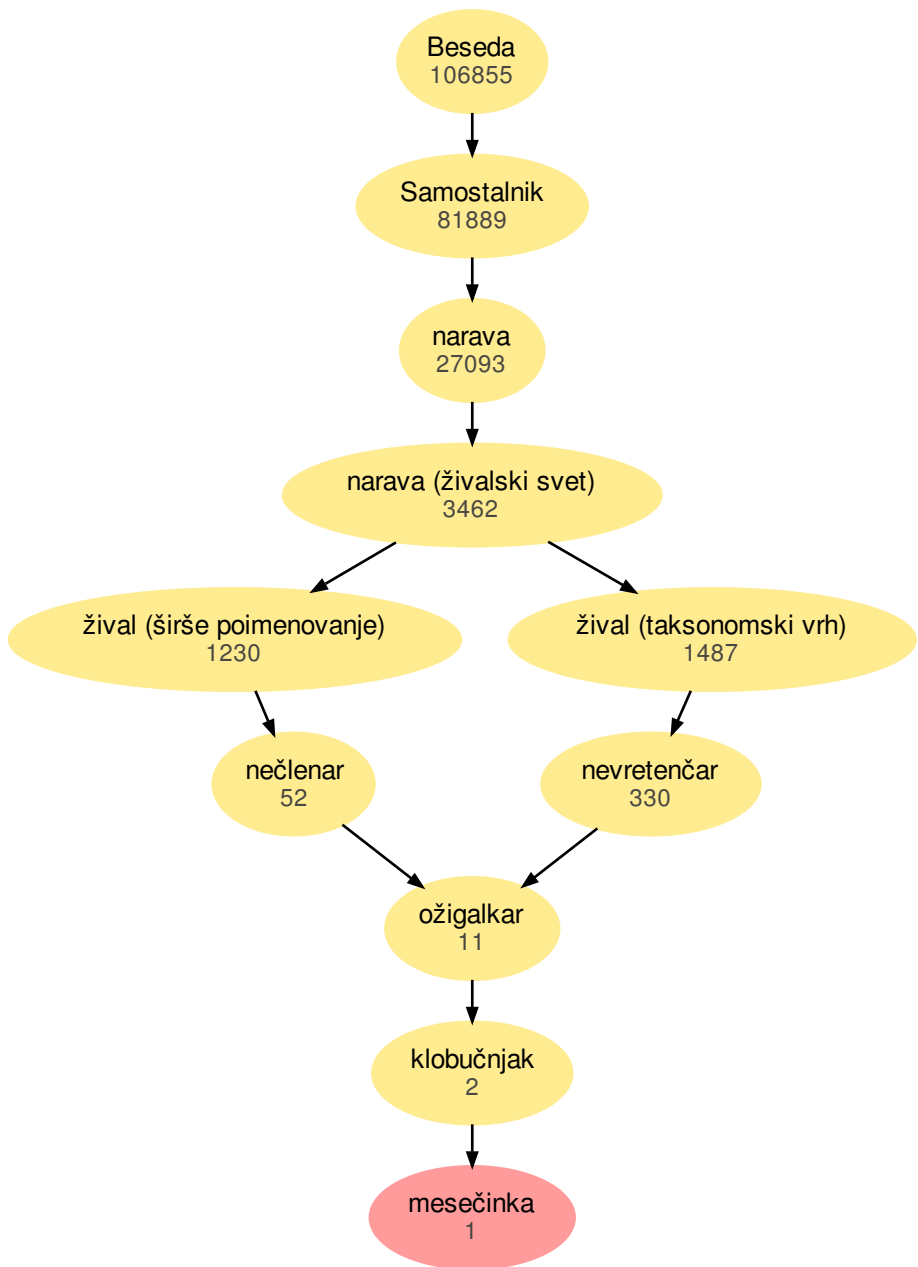 Beseda
106855
Samostalnik
81889
narava
27093
narava (živalski svet)
3462
žival (širše poimenovanje)
1230
žival (taksonomski vrh)
1487
nečlenar
52
nevretenčar
330
ožigalkar
11
klobučnjak
2
mesečinka
1